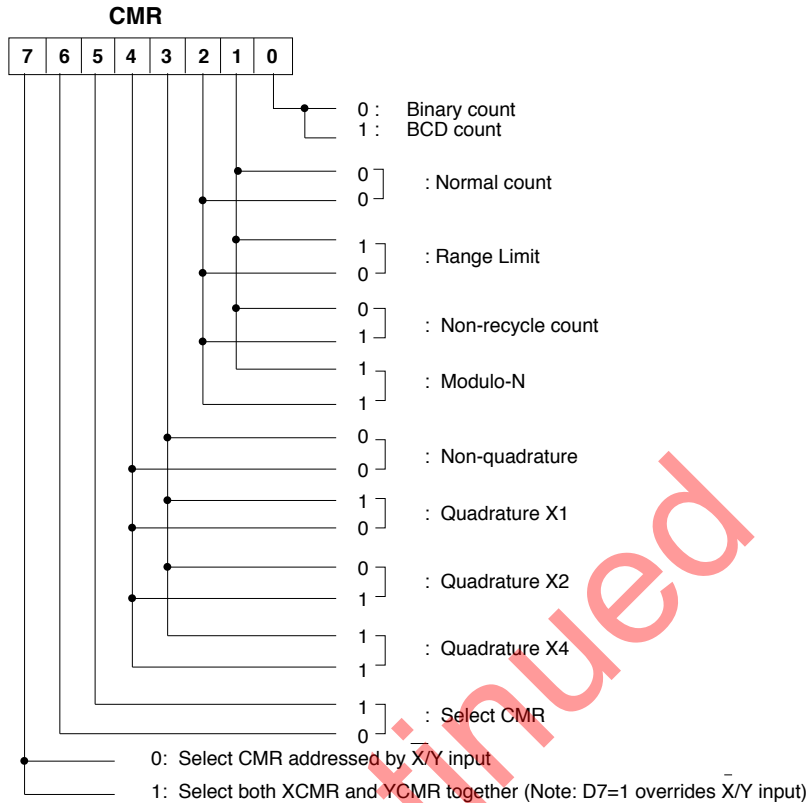 CMR
7 6 5 4 3 2 1 0
0 : Binary count
1 : BCD count
0
: Normal count
0
1
: Range Limit
0
0
: Non-recycle count
1
1
: Modulo-N
1
0
: Non-quadrature
0
1
: Quadrature X1
0
0
: Quadrature X2
1
1
: Quadrature X4
1
1
: Select CMR
0
0: Select CMR addressed by X̅/Y input
1: Select both XCMR and YCMR together (Note: D7=1 overrides X̅/Y input)
tinued